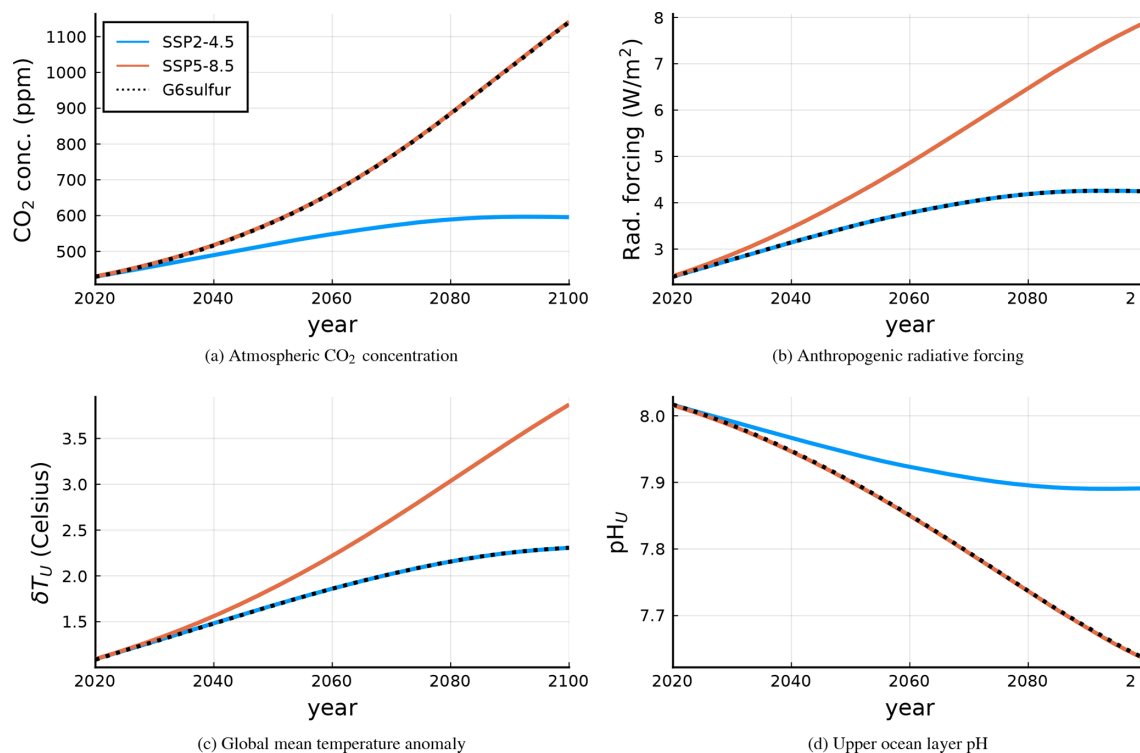 CO₂ conc. (ppm)
1100
1000
900
800
700
600
500
SSP2-4.5
SSP5-8.5
G6sulfur
2020 2040 2060 2080 2100
year
(a) Atmospheric CO₂ concentration
Rad. forcing (W/m²)
8
7
6
5
4
3
2020 2040 2060 2080 2
year
(b) Anthropogenic radiative forcing
δT_U (Celsius)
3.5
3.0
2.5
2.0
1.5
2020 2040 2060 2080 2100
year
(c) Global mean temperature anomaly
pH_U
8.0
7.9
7.8
7.7
2020 2040 2060 2080 2
year
(d) Upper ocean layer pH